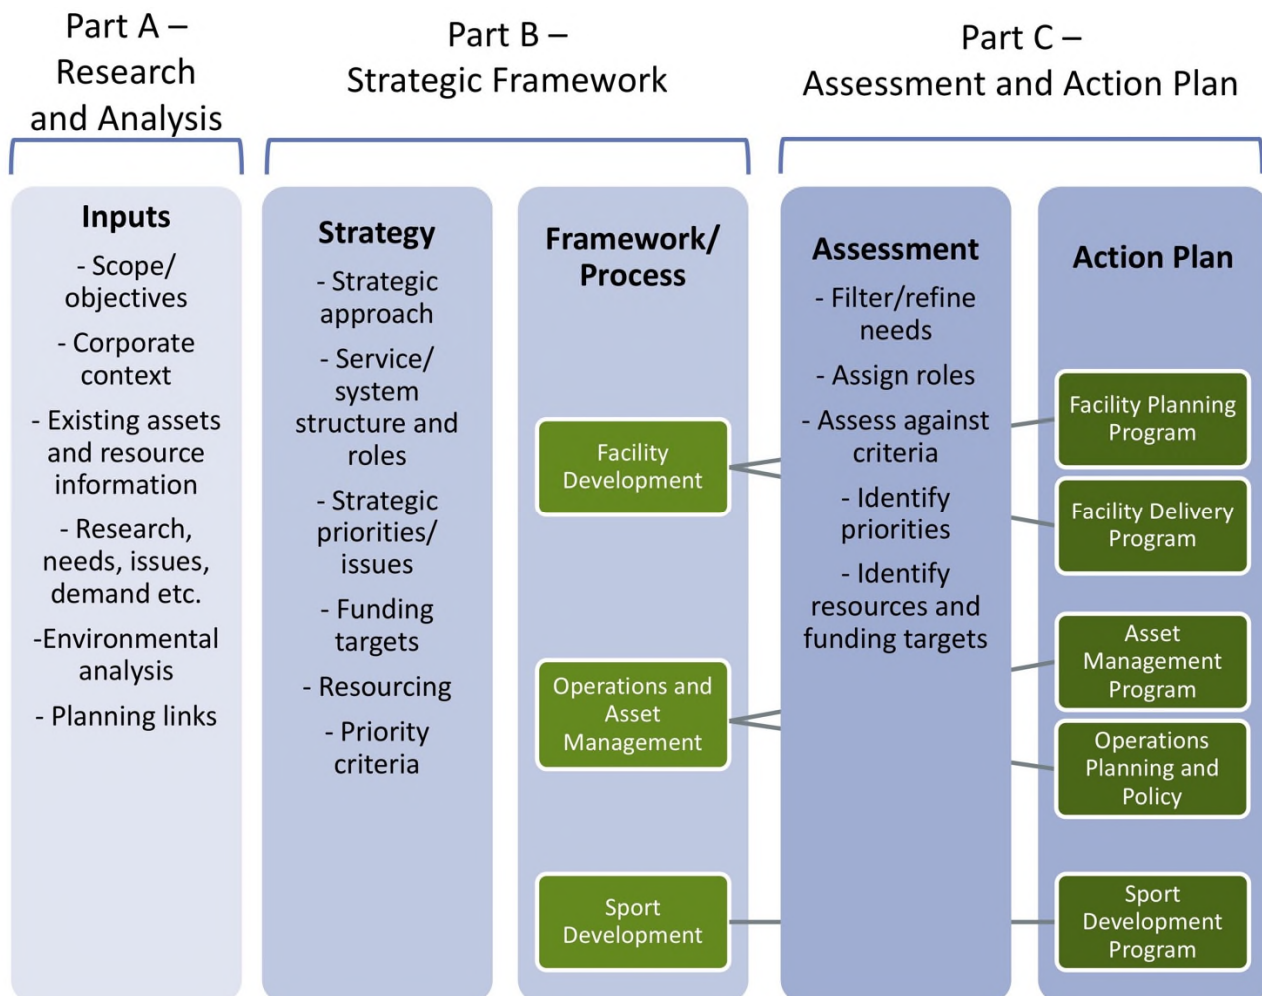 Part A –
Research
and Analysis
Part B –
Strategic Framework
Part C –
Assessment and Action Plan
Inputs
- Scope/
objectives
- Corporate
context
- Existing assets
and resource
information
- Research,
needs, issues,
demand etc.
-Environmental
analysis
- Planning links
Strategy
- Strategic
approach
- Service/
system
structure and
roles
- Strategic
priorities/
issues
- Funding
targets
- Resourcing
- Priority
criteria
Framework/
Process
Facility
Development
Operations and
Asset
Management
Sport
Development
Assessment
- Filter/refine
needs
- Assign roles
- Assess against
criteria
- Identify
priorities
- Identify
resources and
funding targets
Action Plan
Facility Planning
Program
Facility Delivery
Program
Asset
Management
Program
Operations
Planning and
Policy
Sport
Development
Program